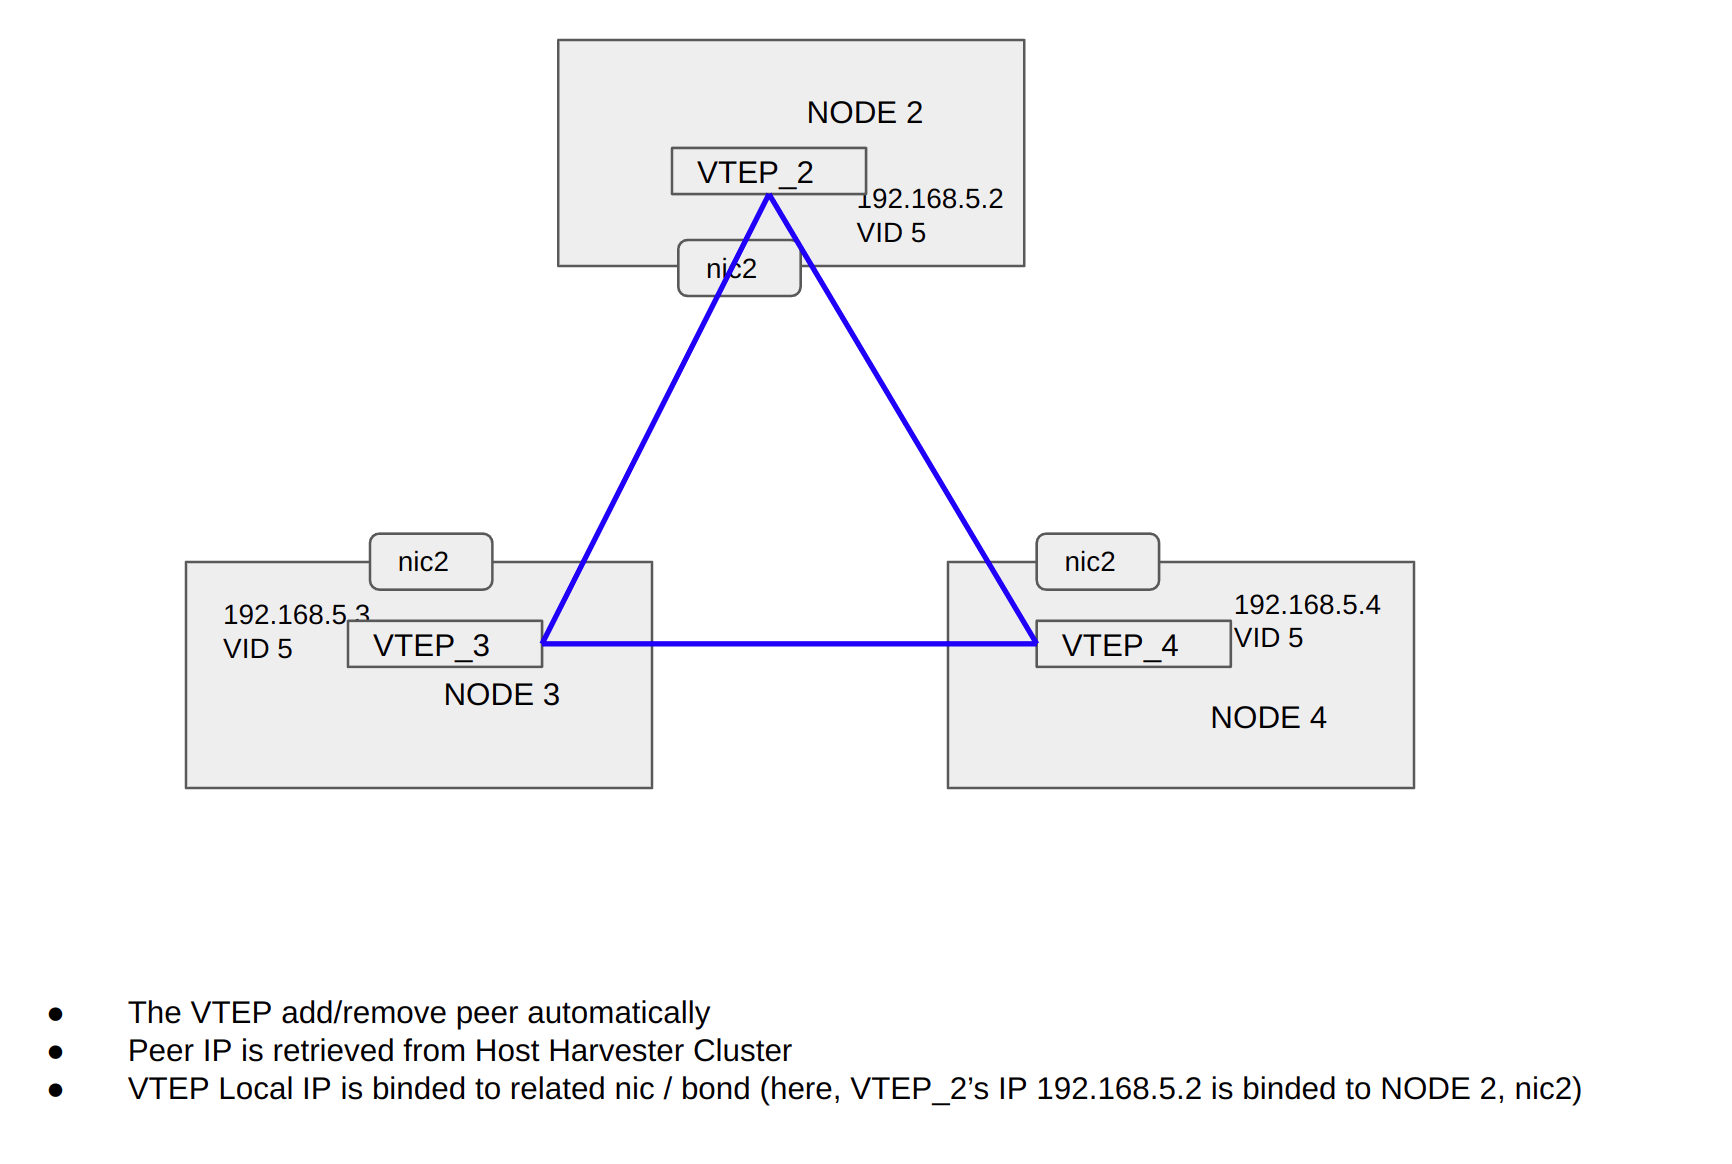 NODE 2
VTEP_2
192.168.5.2
VID 5
nic2
nic2
192.168.5.3
VID 5
VTEP_3
NODE 3
nic2
192.168.5.4
VID 5
VTEP_4
NODE 4
● The VTEP add/remove peer automatically
● Peer IP is retrieved from Host Harvester Cluster
● VTEP Local IP is binded to related nic / bond (here, VTEP_2’s IP 192.168.5.2 is binded to NODE 2, nic2)